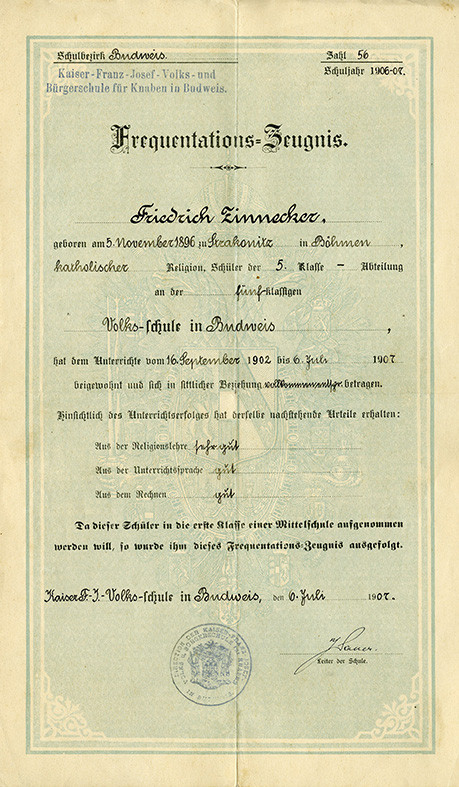 Schulbezirk Budweis.
Zahl 56
Schuljahr 1906-07.
Kaiser-Franz-Josef-Volks-und
Bürgerschule für Knaben in Budweis.
Frequentations-Zeugnis.
Friedrich Zinnecker,
geboren am 5. November 1896 zu Strakonitz in Böhmen,
katholischer Religion, Schüler der 5. Klasse – Abteilung
an der fünf-klassigen
Volks-schule in Budweis,
hat dem Unterrichte vom 16. September 1902 bis 6. Juli 1907
beigewohnt und sich in sittlicher Beziehung vollkommen entspr. betragen.
Hinsichtlich des Unterrichtserfolges hat derselbe nachstehende Urteile erhalten:
Aus der Religionslehre sehr gut
Aus der Unterrichtssprache gut
Aus dem Rechnen gut
Da dieser Schüler in die erste Klasse einer Mittelschule aufgenommen
werden will, so wurde ihm dieses Frequentations-Zeugnis ausgefolgt.
Kaiser F.-J.-Volks-schule in Budweis, den 6. Juli 1907.
Leiter der Schule.